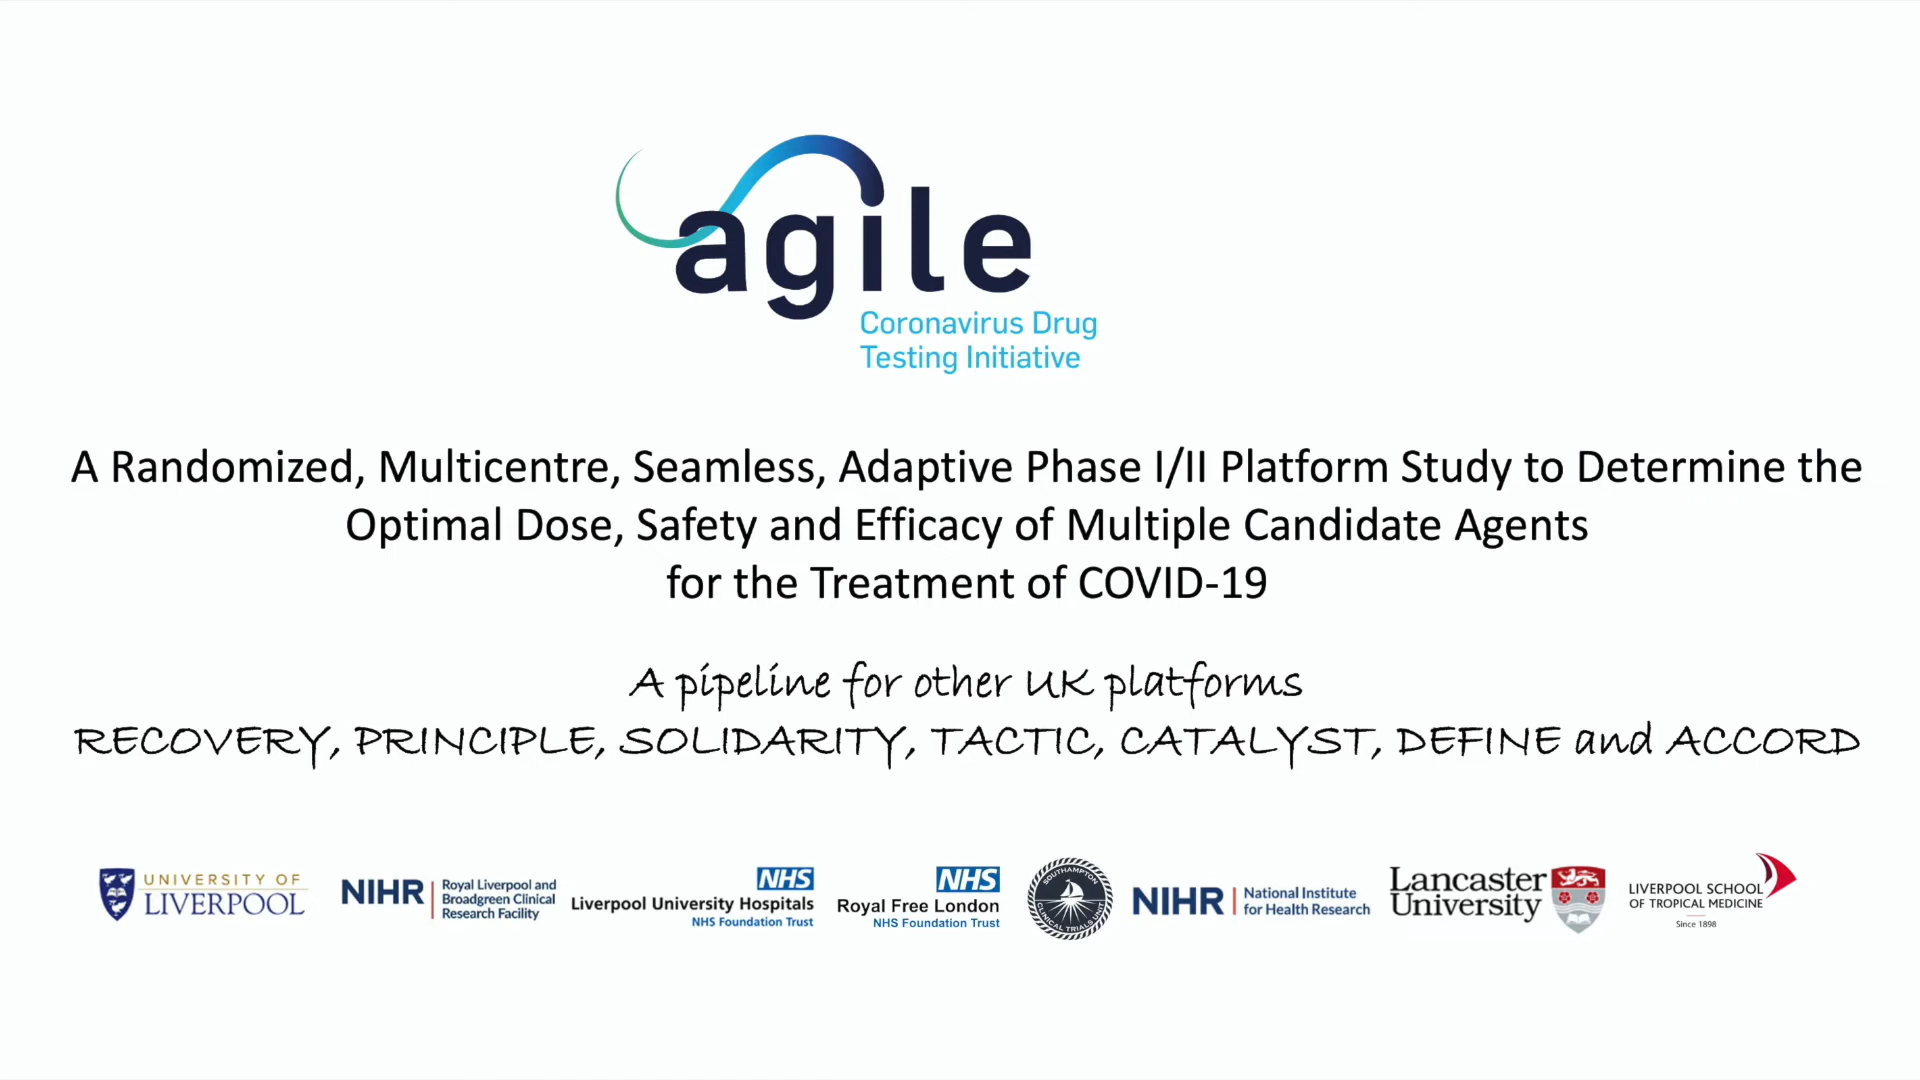 agile
Coronavirus Drug
Testing Initiative
A Randomized, Multicentre, Seamless, Adaptive Phase I/II Platform Study to Determine the
Optimal Dose, Safety and Efficacy of Multiple Candidate Agents
for the Treatment of COVID-19
A pipeline for other UK platforms
RECOVERY, PRINCIPLE, SOLIDARITY, TACTIC, CATALYST, DEFINE and ACCORD
UNIVERSITY OF
LIVERPOOL
NIHR
Royal Liverpool and
Broadgreen Clinical
Research Facility
NHS
Liverpool University Hospitals
NHS Foundation Trust
NHS
Royal Free London
NHS Foundation Trust
SOUTHAMPTON
CLINICAL TRIALS UNIT
NIHR
National Institute
for Health Research
Lancaster
University
LIVERPOOL SCHOOL
OF TROPICAL MEDICINE
Since 1898